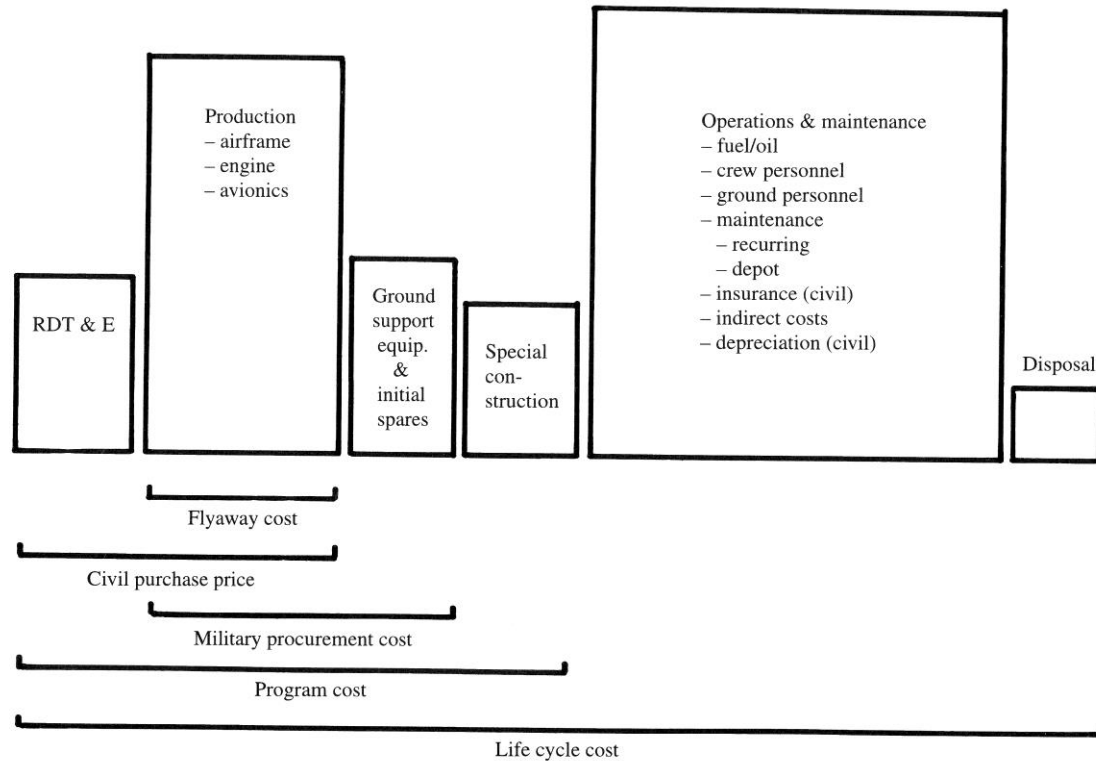 RDT & E
Production
– airframe
– engine
– avionics
Ground
support
equip.
&
initial
spares
Special
con-
struction
Operations & maintenance
– fuel/oil
– crew personnel
– ground personnel
– maintenance
– recurring
– depot
– insurance (civil)
– indirect costs
– depreciation (civil)
Disposal
Flyaway cost
Civil purchase price
Military procurement cost
Program cost
Life cycle cost